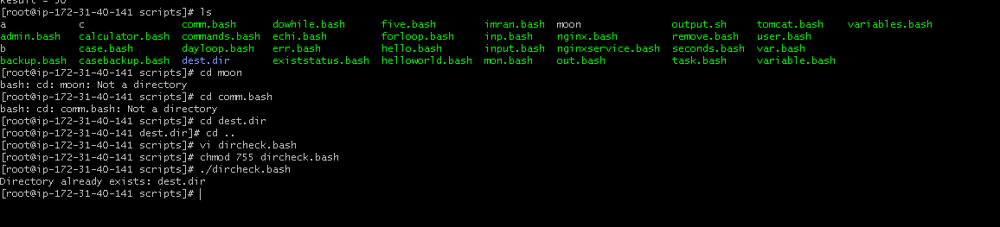 Result = 50
[root@ip-172-31-40-141 scripts]# ls
a c comm.bash dowhile.bash five.bash imran.bash moon output.sh tomcat.bash variables.bash
admin.bash calculator.bash commands.bash echi.bash forloop.bash inp.bash nginx.bash remove.bash user.bash
b case.bash dayloop.bash err.bash hello.bash input.bash nginxservice.bash seconds.bash var.bash
backup.bash casebackup.bash dest.dir existstatus.bash helloworld.bash mon.bash out.bash task.bash variable.bash
[root@ip-172-31-40-141 scripts]# cd moon
bash: cd: moon: Not a directory
[root@ip-172-31-40-141 scripts]# cd comm.bash
bash: cd: comm.bash: Not a directory
[root@ip-172-31-40-141 scripts]# cd dest.dir
[root@ip-172-31-40-141 dest.dir]# cd ..
[root@ip-172-31-40-141 scripts]# vi dircheck.bash
[root@ip-172-31-40-141 scripts]# chmod 755 dircheck.bash
[root@ip-172-31-40-141 scripts]# ./dircheck.bash
Directory already exists: dest.dir
[root@ip-172-31-40-141 scripts]#